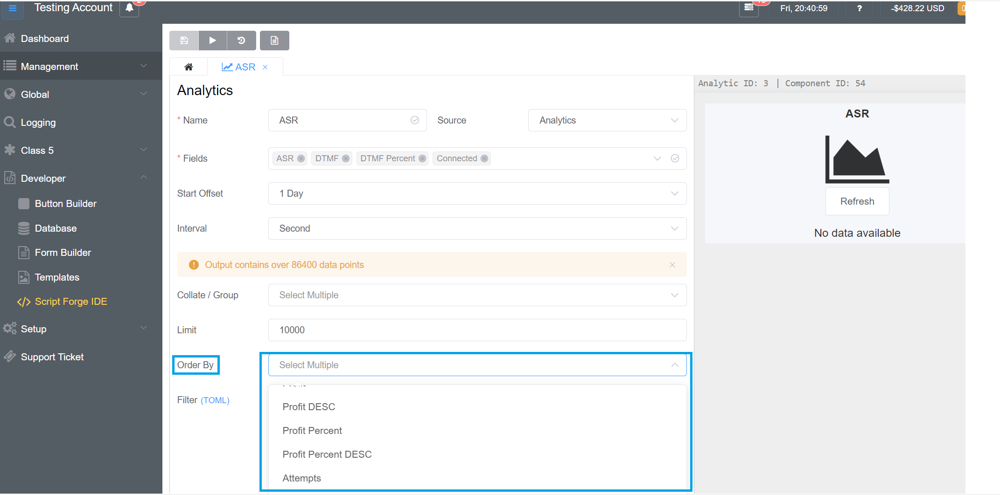 Testing Account
Fri, 20:40:59
?
-$428.22 USD
Dashboard
Management
Global
Logging
Class 5
Developer
Button Builder
Database
Form Builder
Templates
</> Script Forge IDE
Setup
Support Ticket
ASR
Analytics
* Name
ASR
Source
Analytics
* Fields
ASR
DTMF
DTMF Percent
Connected
Start Offset
1 Day
Interval
Second
Output contains over 86400 data points
Collate / Group
Select Multiple
Limit
10000
Order By
Select Multiple
Filter (TOML)
Profit DESC
Profit Percent
Profit Percent DESC
Attempts
Analytic ID: 3 | Component ID: 54
ASR
Refresh
No data available